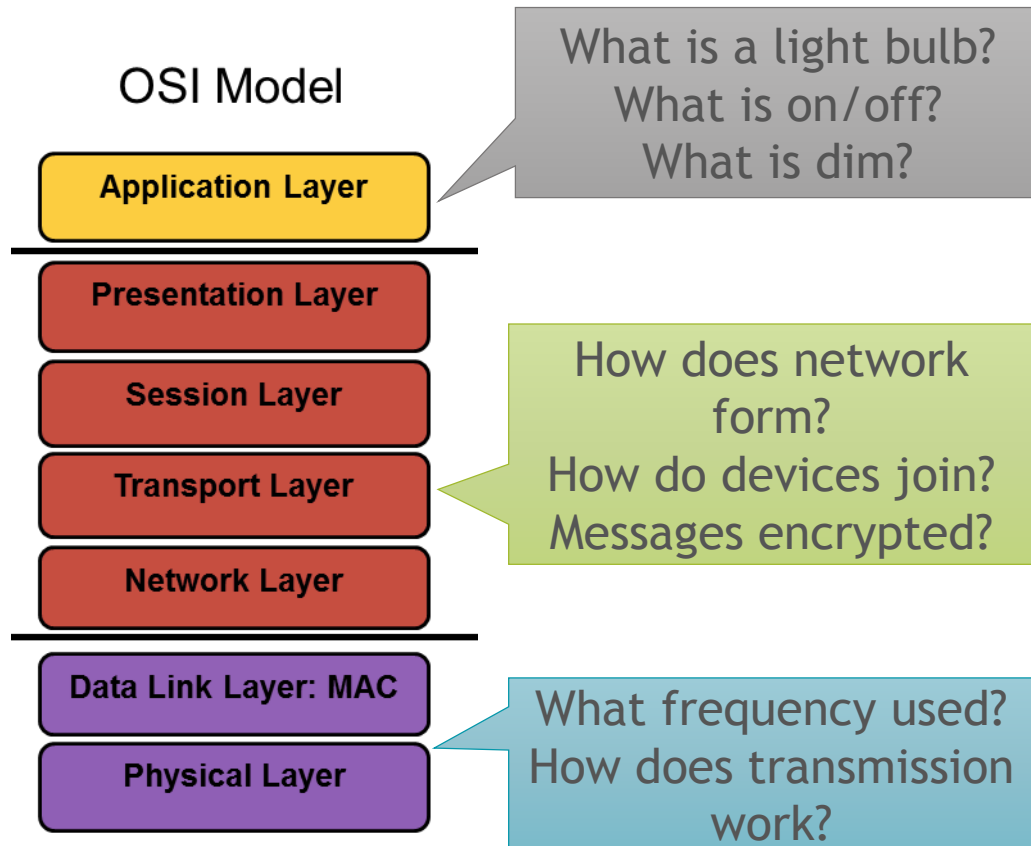 OSI Model
Application Layer
Presentation Layer
Session Layer
Transport Layer
Network Layer
Data Link Layer: MAC
Physical Layer
What is a light bulb?
What is on/off?
What is dim?
How does network
form?
How do devices join?
Messages encrypted?
What frequency used?
How does transmission
work?